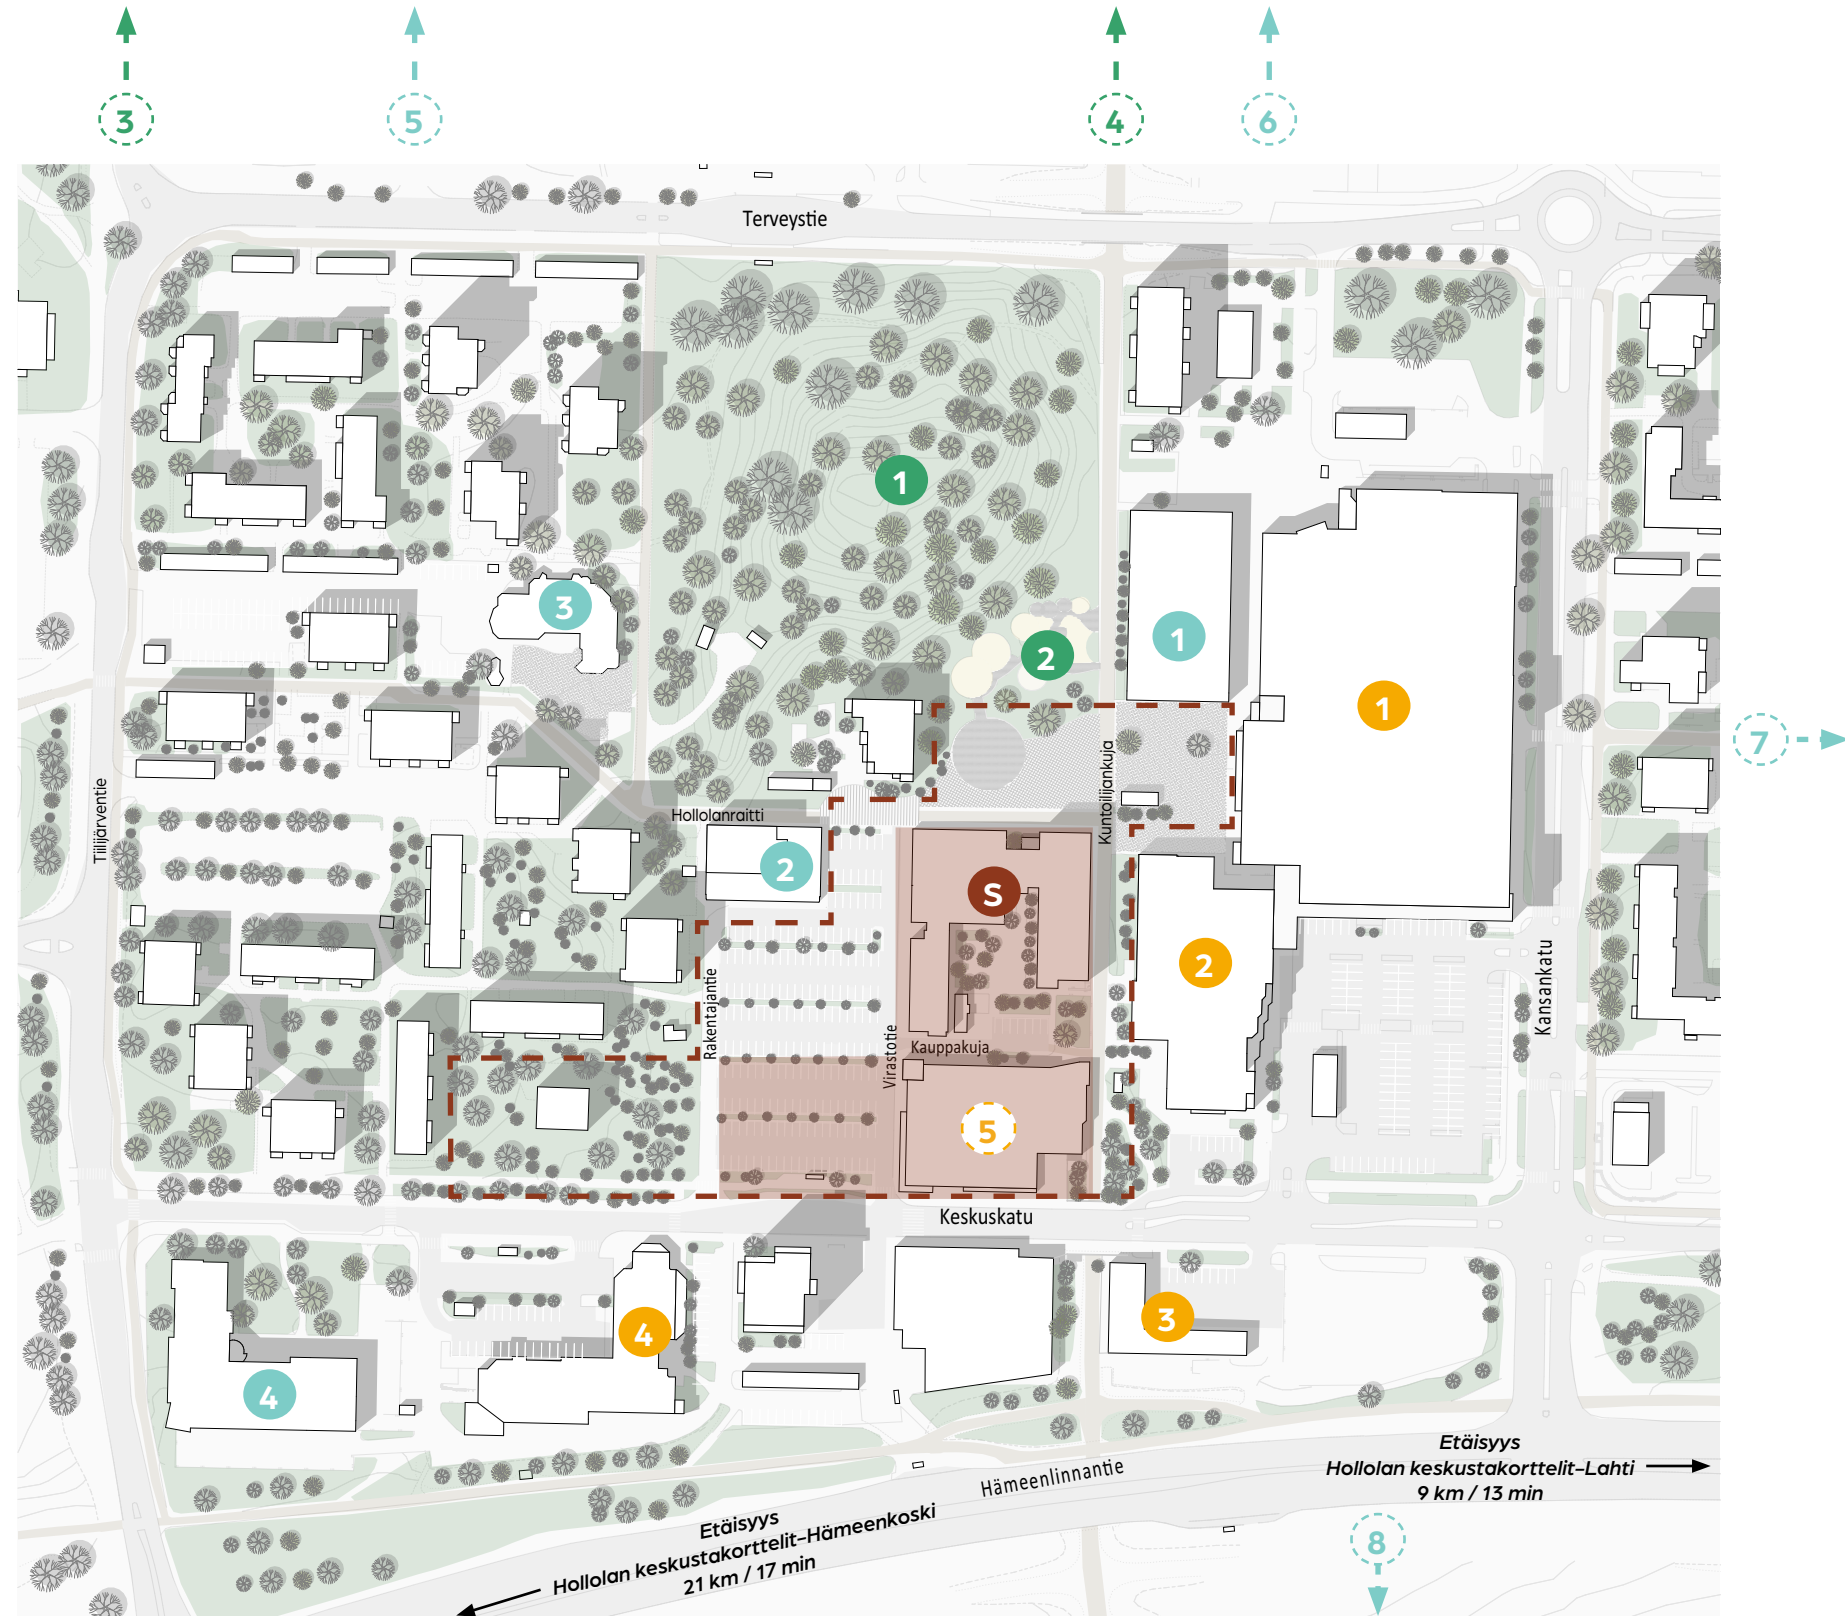 3
5
4
6
Terveystie
1
3
2
1
1
7
Kuntoilijankuja
Tiilijärventie
Hollolanraitti
2
S
2
Kansankatu
Rakentajantie
Virastotie
Kauppakuja
5
Keskuskatu
4
3
4
Etäisyys
Hollolan keskustakorttelit–Lahti
9 km / 13 min
Hämeenlinnantie
Etäisyys
Hollolan keskustakorttelit–Hämeenkoski
21 km / 17 min
8